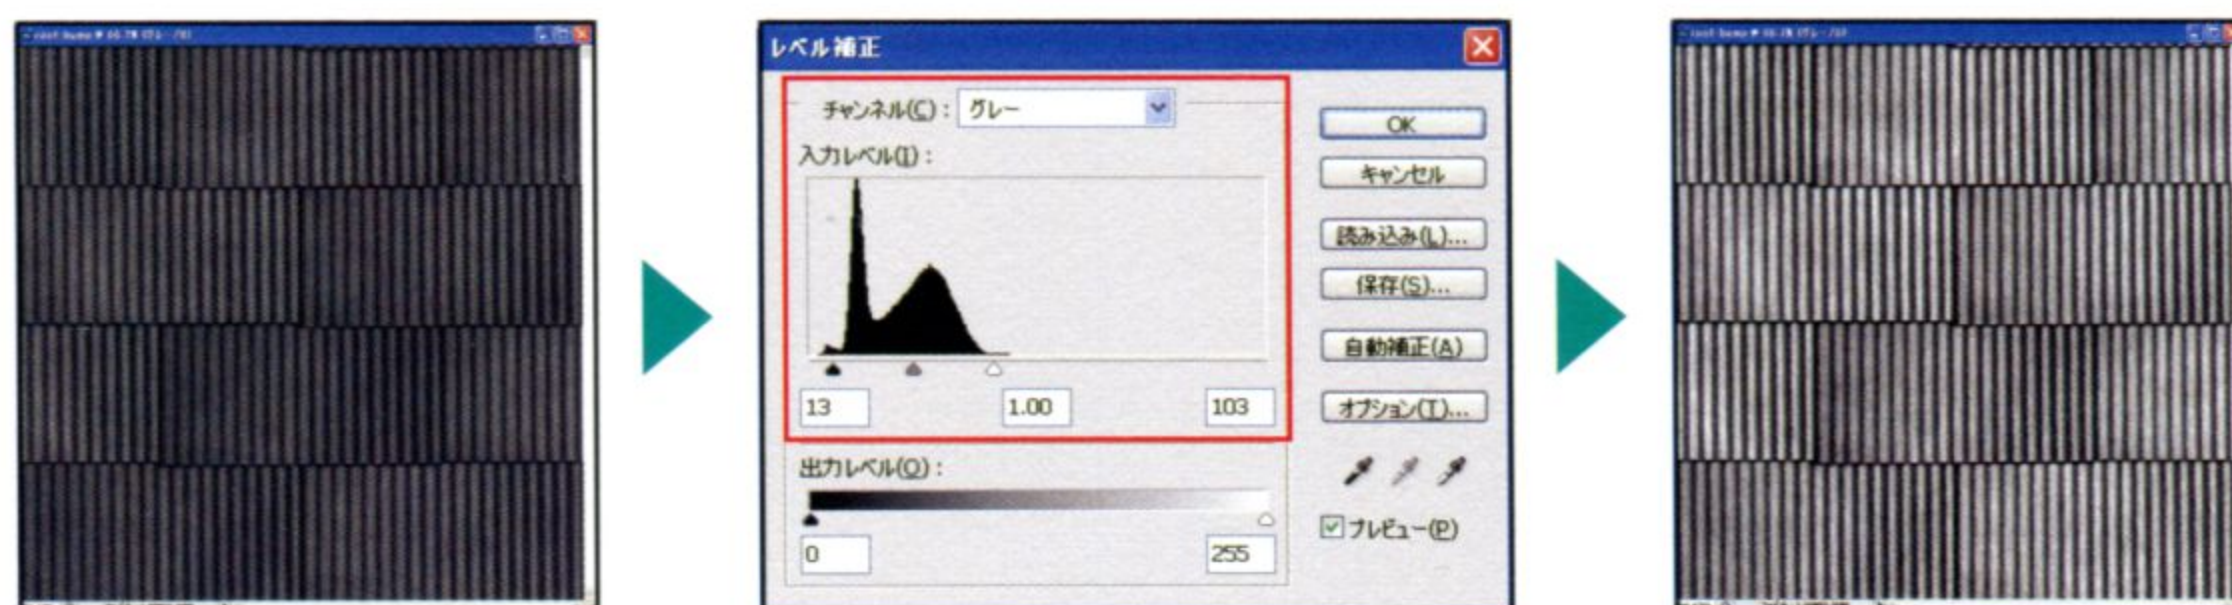 レベル補正
チャンネル(C): グレー
入力レベル(I):
13 1.00 103
出力レベル(O):
0 255
OK
キャンセル
読み込み(L)...
保存(S)...
自動補正(A)
オプション(T)...
プレビュー(P)